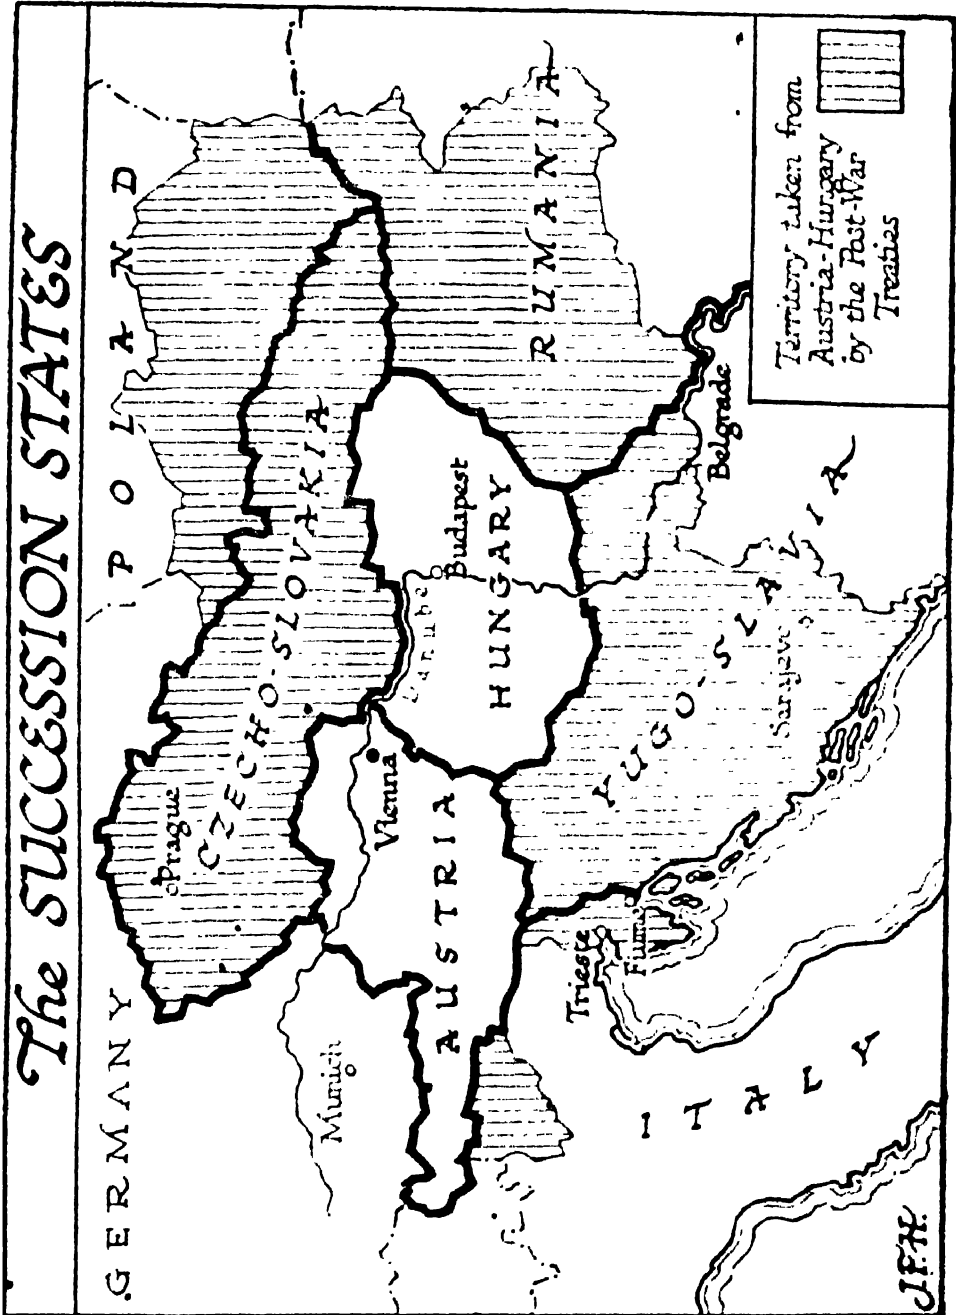 The SUCCESSION STATES
GERMANY
POLAND
Prague
CZECHO-SLOVAKIA
Munich
Vienna
Danube
Budapest
AUSTRIA
HUNGARY
RUMANIA
Trieste
Fiume
YUGO-SLAVIA
Sarajevo
Belgrade
ITALY
Territory taken from
Austria-Hungary
by the Post-War
Treaties
J.F.H.